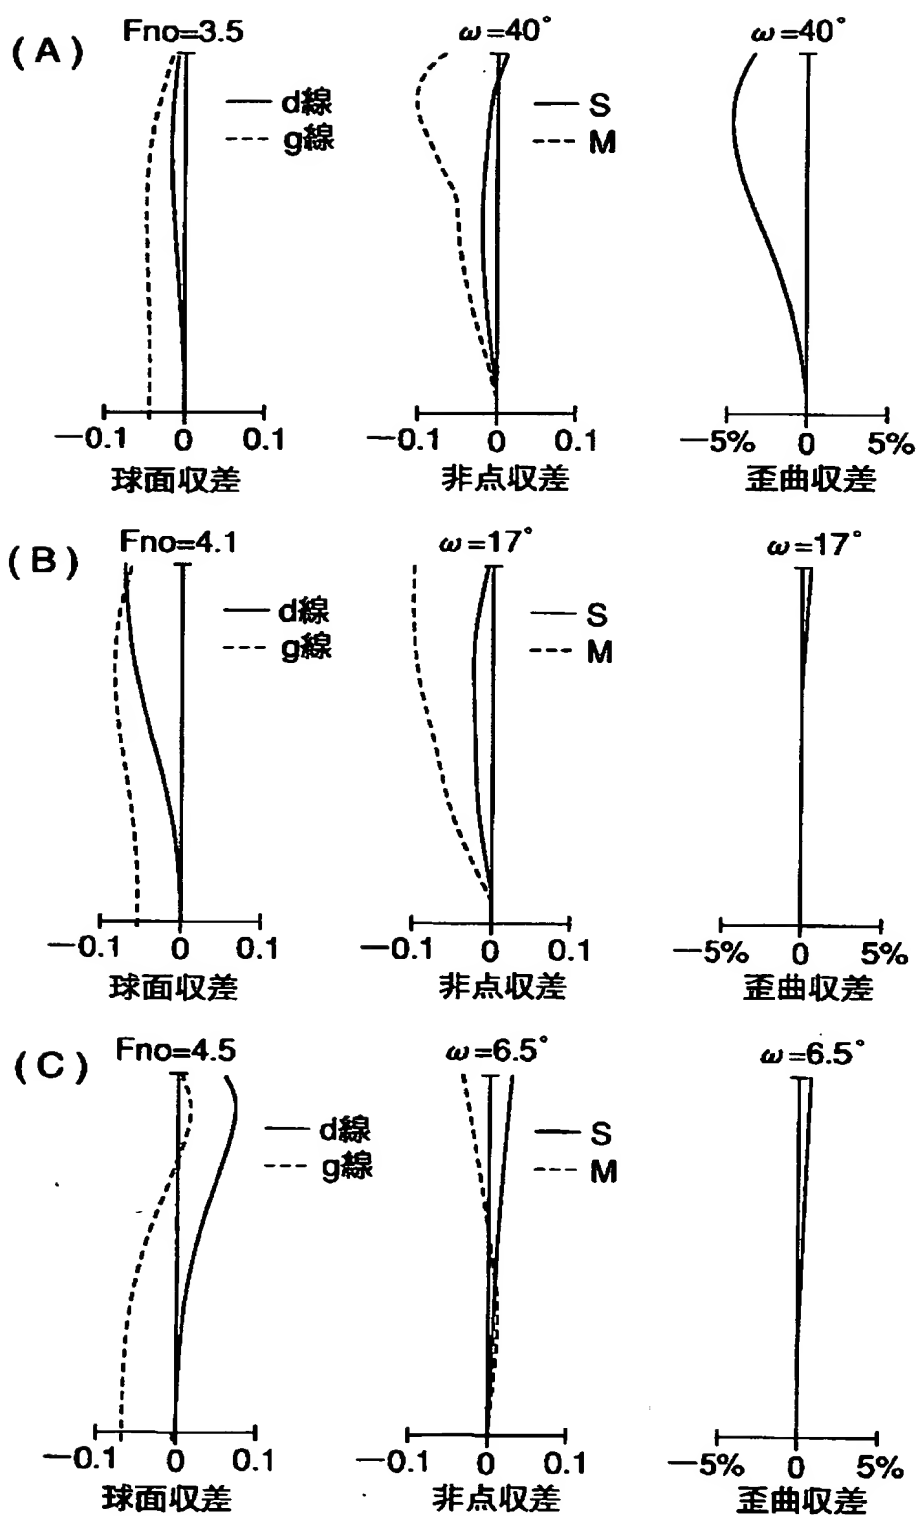 (A)
Fno=3.5
ω=40°
ω=40°
d線
g線
S
M
−0.1 0 0.1
球面収差
−0.1 0 0.1
非点収差
−5% 0 5%
歪曲収差
(B)
Fno=4.1
ω=17°
ω=17°
d線
g線
S
M
−0.1 0 0.1
球面収差
−0.1 0 0.1
非点収差
−5% 0 5%
歪曲収差
(C)
Fno=4.5
ω=6.5°
ω=6.5°
d線
g線
S
M
−0.1 0 0.1
球面収差
−0.1 0 0.1
非点収差
−5% 0 5%
歪曲収差